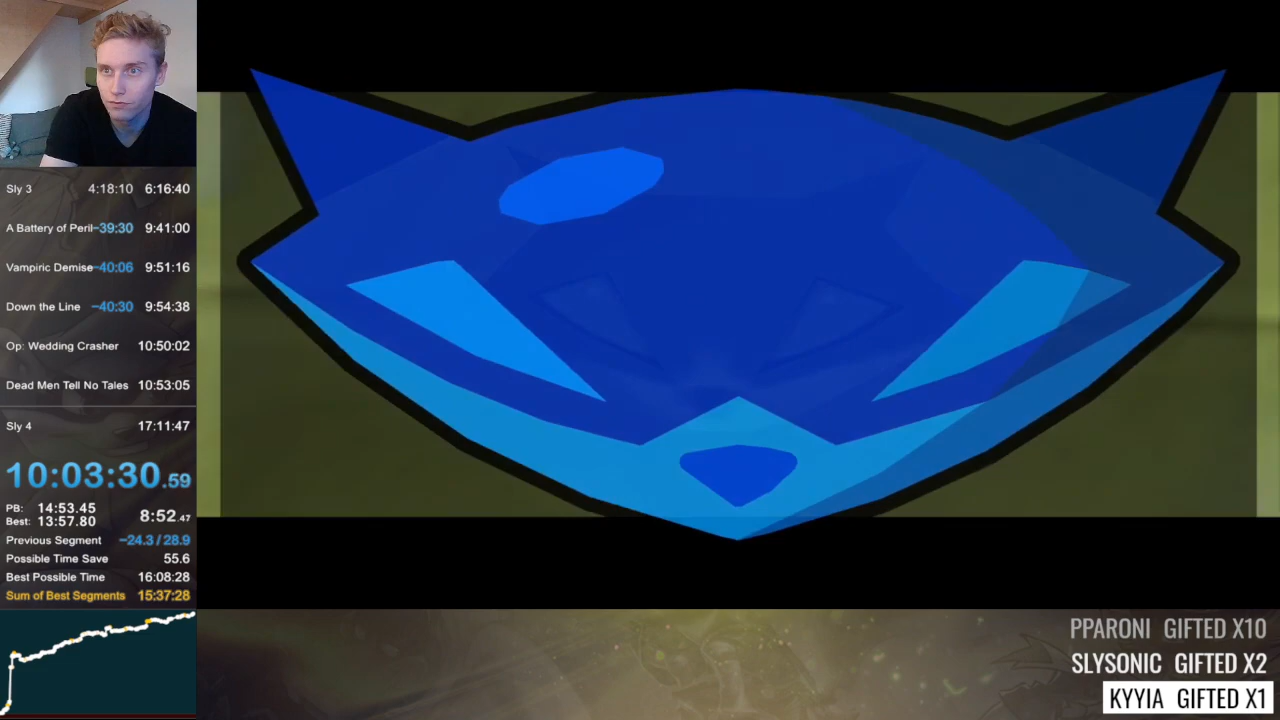 Sly 3 4:18:10 6:16:40
A Battery of Peril -39:30 9:41:00
Vampiric Demise -40:06 9:51:16
Down the Line -40:30 9:54:38
Op: Wedding Crasher 10:50:02
Dead Men Tell No Tales 10:53:05
Sly 4 17:11:47
10:03:30.59
PB: 14:53.45
Best: 13:57.80 8:52.47
Previous Segment -24.3 / 28.9
Possible Time Save 55.6
Best Possible Time 16:08:28
Sum of Best Segments 15:37:28
PPARONI GIFTED X10
SLYSONIC GIFTED X2
KYYIA GIFTED X1